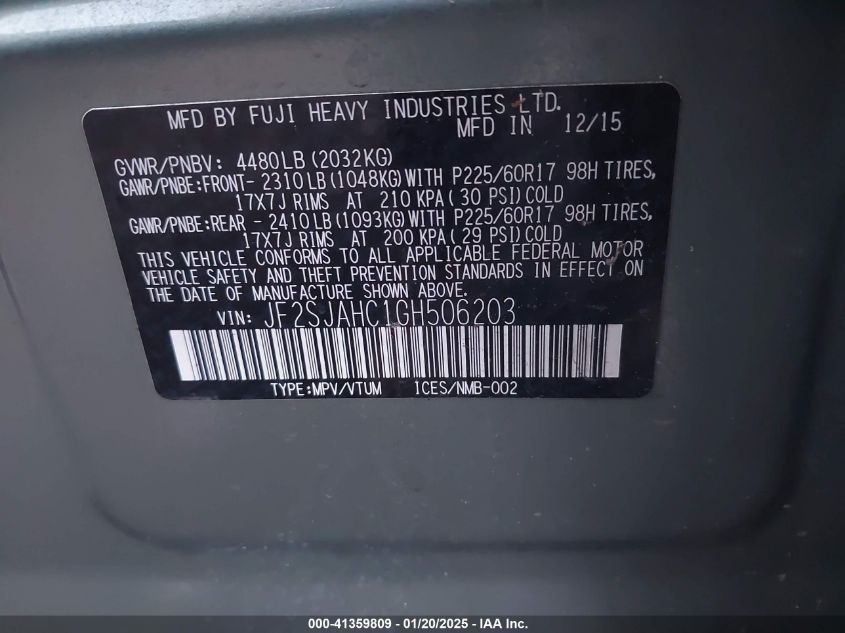 MFD BY FUJI HEAVY INDUSTRIES LTD.
MFD IN 12/15
GVWR/PNBV: 4480LB (2032KG)
GAWR/PNBE:FRONT- 2310LB (1048KG) WITH P225/60R17 98H TIRES,
17X7J RIMS AT 210 KPA ( 30 PSI) COLD
GAWR/PNBE:REAR - 2410LB (1093KG) WITH P225/60R17 98H TIRES,
17X7J RIMS AT 200 KPA ( 29 PSI) COLD
THIS VEHICLE CONFORMS TO ALL APPLICABLE FEDERAL MOTOR
VEHICLE SAFETY AND THEFT PREVENTION STANDARDS IN EFFECT ON
THE DATE OF MANUFACTURE SHOWN ABOVE.
VIN: JF2SJAHC1GH506203
TYPE:MPV/VTUM ICES/NMB-002
000-41359809 - 01/20/2025 - IAA Inc.